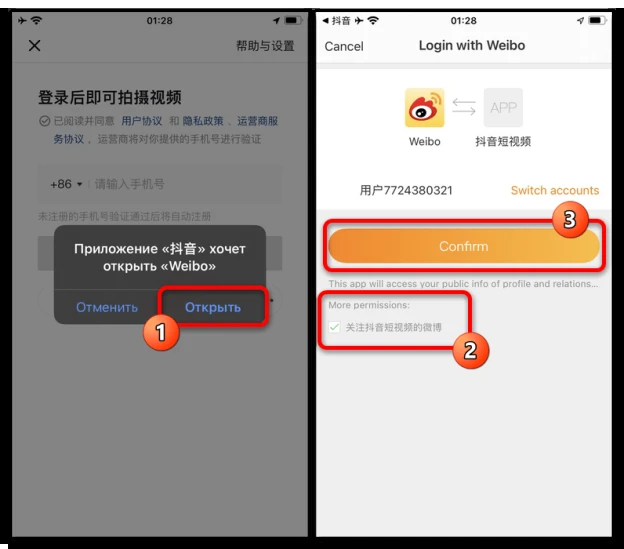 01:28
帮助与设置
登录后即可拍摄视频
已阅读并同意 用户协议 和 隐私政策 、运营商服
务协议 ，运营商将对你提供的手机号进行验证
+86
请输入手机号
未注册的手机号验证通过后将自动注册
Приложение «抖音» хочет
открыть «Weibo»
Отменить
Открыть
1
抖音
01:28
Cancel
Login with Weibo
APP
Weibo
抖音短视频
用户7724380321
Switch accounts
3
Confirm
This app will access your public info of profile and relations...
More permissions:
关注抖音短视频的微博
2